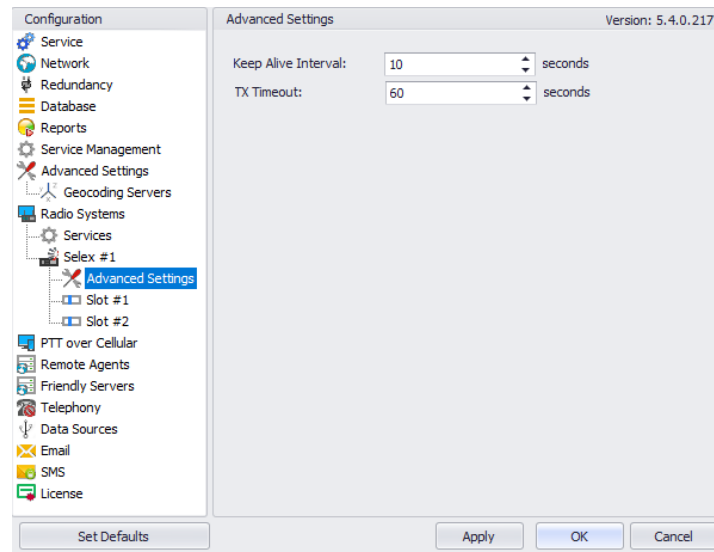 Configuration
Service
Network
Redundancy
Database
Reports
Service Management
Advanced Settings
Geocoding Servers
Radio Systems
Services
Selex #1
Advanced Settings
Slot #1
Slot #2
PTT over Cellular
Remote Agents
Friendly Servers
Telephony
Data Sources
Email
SMS
License
Advanced Settings Version: 5.4.0.217
Keep Alive Interval: 10 seconds
TX Timeout: 60 seconds
Set Defaults Apply OK Cancel